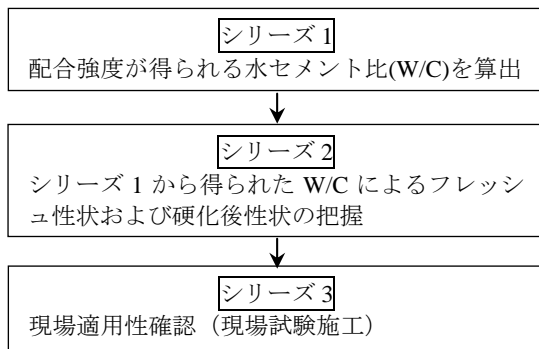 シリーズ 1
配合強度が得られる水セメント比(W/C)を算出
シリーズ 2
シリーズ 1 から得られた W/C によるフレッシ
ュ性状および硬化後性状の把握
シリーズ 3
現場適用性確認（現場試験施工）